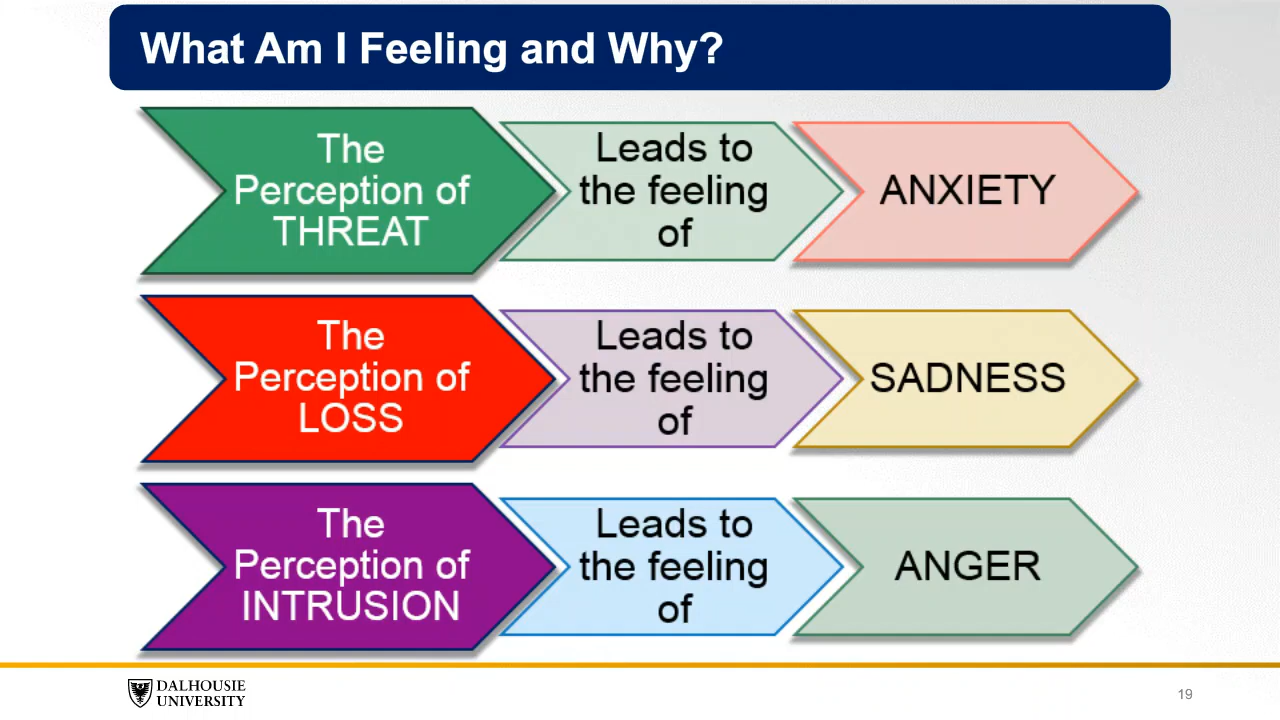 What Am I Feeling and Why?
The
Perception of
THREAT
Leads to
the feeling
of
ANXIETY
The
Perception of
LOSS
Leads to
the feeling
of
SADNESS
The
Perception of
INTRUSION
Leads to
the feeling
of
ANGER
DALHOUSIE
UNIVERSITY
19